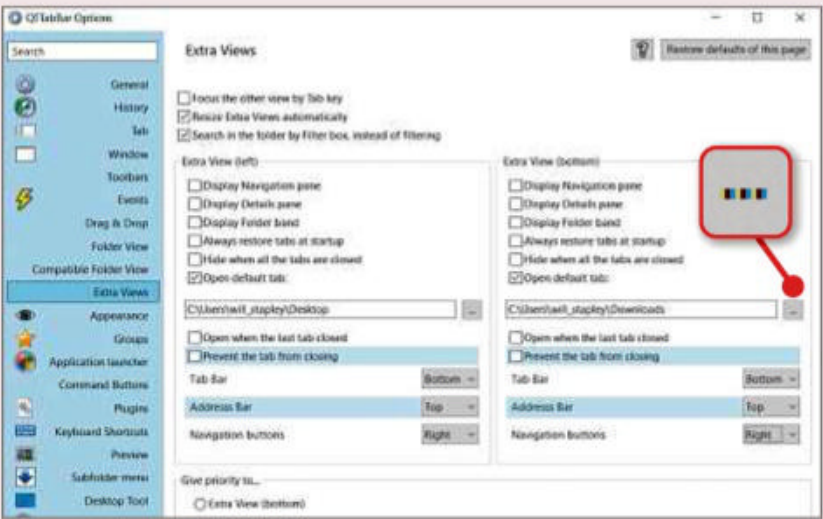 QTTabBar Options
Search
General
History
Tab
Window
Toolbars
Events
Drag & Drop
Folder View
Compatible Folder View
Extra Views
Appearance
Groups
Application launcher
Command Buttons
Plugins
Keyboard Shortcuts
Preview
Subfolder menu
Desktop Tool
Extra Views
Restore defaults of this page
Focus the other view by Tab key
Resize Extra Views automatically
Search in the folder by Filter box, instead of filtering
Extra View (left)
Display Navigation pane
Display Details pane
Display Folder band
Always restore tabs at startup
Hide when all the tabs are closed
Open default tab:
C:\Users\will_stapley\Desktop
...
Open when the last tab closed
Prevent the tab from closing
Tab Bar Bottom
Address Bar Top
Navigation buttons Right
Extra View (bottom)
Display Navigation pane
Display Details pane
Display Folder band
Always restore tabs at startup
Hide when all the tabs are closed
Open default tab:
C:\Users\will_stapley\Downloads
...
Open when the last tab closed
Prevent the tab from closing
Tab Bar Bottom
Address Bar Top
Navigation buttons Right
Give priority to...
Extra View (bottom)